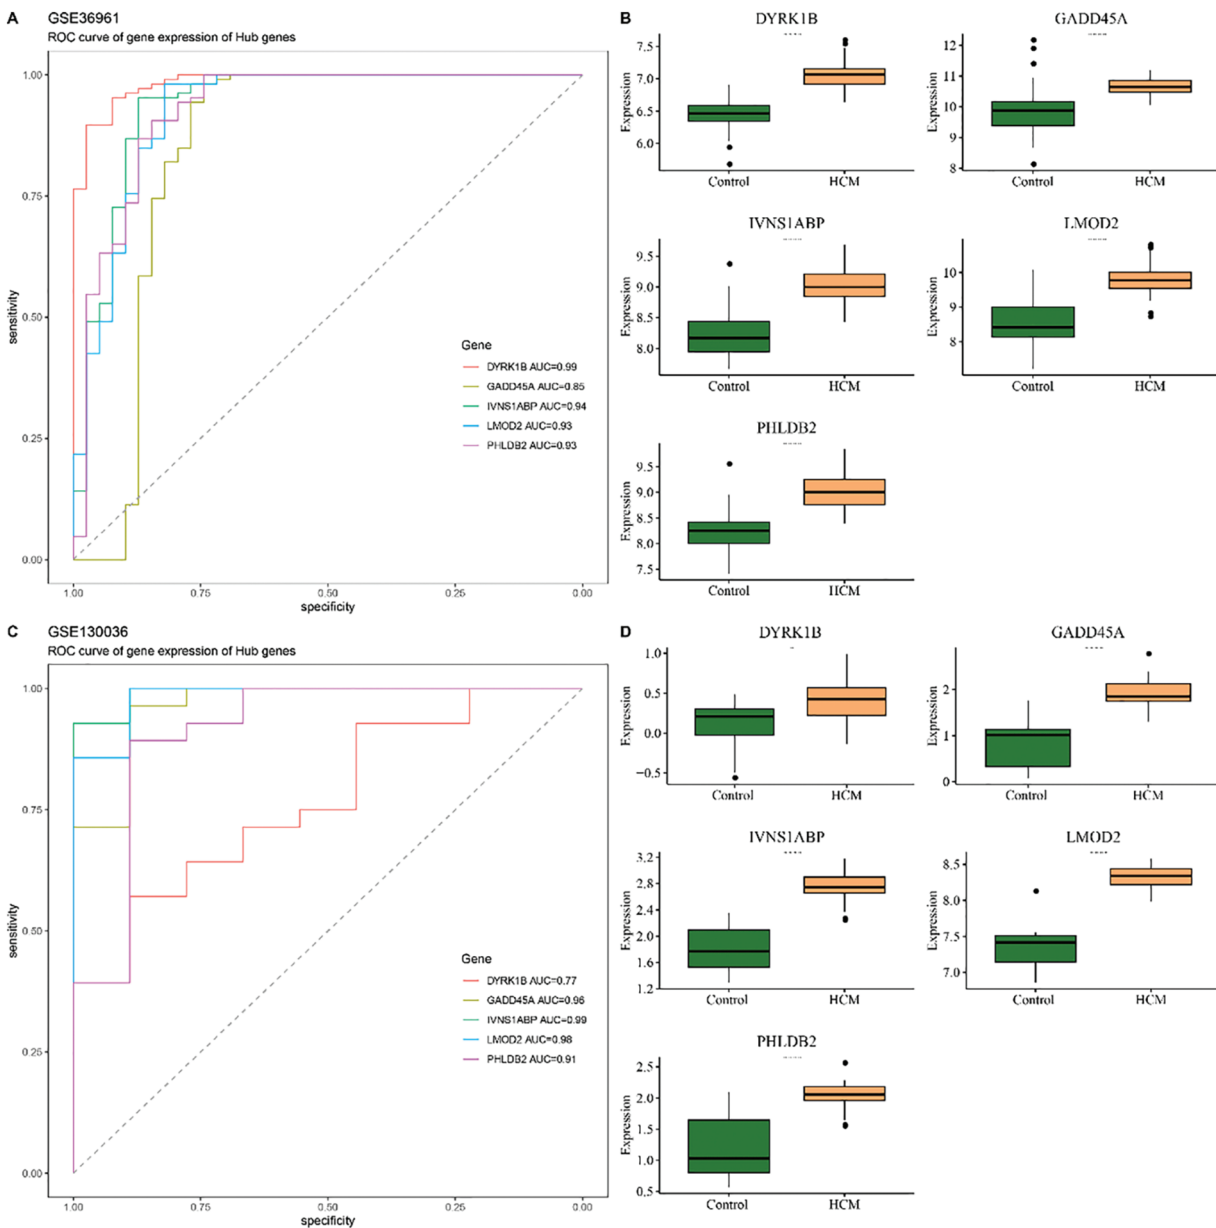 A
GSE36961
ROC curve of gene expression of Hub genes
1.00
0.75
0.50
0.25
0.00
sensitivity
1.00 0.75 0.50 0.25 0.00
specificity
Gene
DYRK1B AUC=0.99
GADD45A AUC=0.85
IVNS1ABP AUC=0.94
LMOD2 AUC=0.93
PHLDB2 AUC=0.93
B
DYRK1B
Expression
7.5
7.0
6.5
6.0
Control HCM
GADD45A
Expression
12
11
10
9
8
Control HCM
IVNS1ABP
Expression
9.5
9.0
8.5
8.0
Control HCM
LMOD2
Expression
10
9
8
Control HCM
PHLDB2
Expression
9.5
9.0
8.5
8.0
7.5
Control HCM
C
GSE130036
ROC curve of gene expression of Hub genes
1.00
0.75
0.50
0.25
0.00
sensitivity
1.00 0.75 0.50 0.25 0.00
specificity
Gene
DYRK1B AUC=0.77
GADD45A AUC=0.96
IVNS1ABP AUC=0.99
LMOD2 AUC=0.98
PHLDB2 AUC=0.91
D
DYRK1B
Expression
1.0
0.5
0.0
−0.5
Control HCM
GADD45A
Expression
2
1
0
Control HCM
IVNS1ABP
Expression
3.2
2.8
2.4
2.0
1.6
1.2
Control HCM
LMOD2
Expression
8.5
8.0
7.5
7.0
Control HCM
PHLDB2
Expression
2.5
2.0
1.5
1.0
0.5
Control HCM